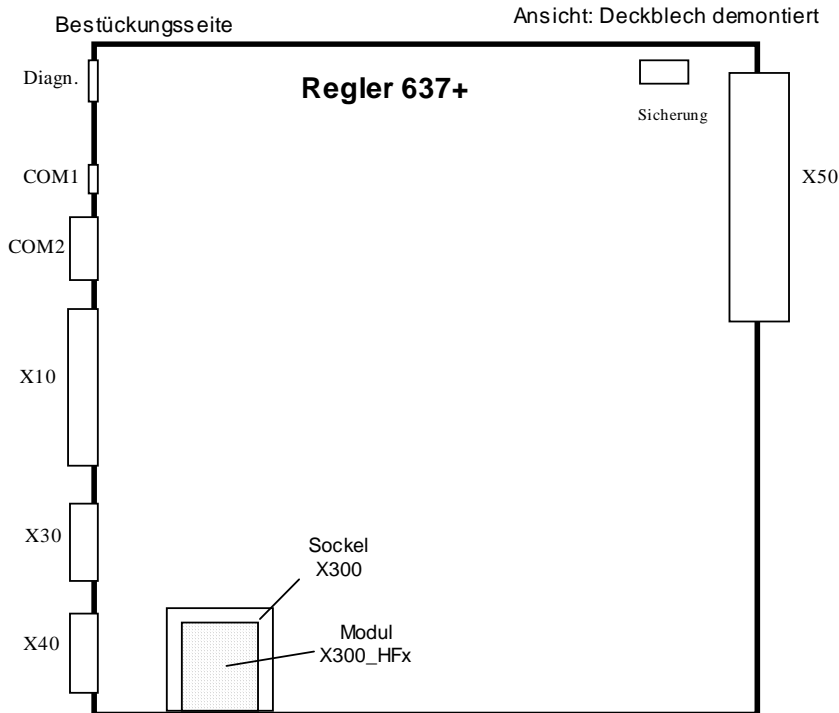 Bestückungsseite
Ansicht: Deckblech demontiert
Diagn.
Regler 637+
Sicherung
COM1
X50
COM2
X10
X30
Sockel
X300
X40
Modul
X300_HFx